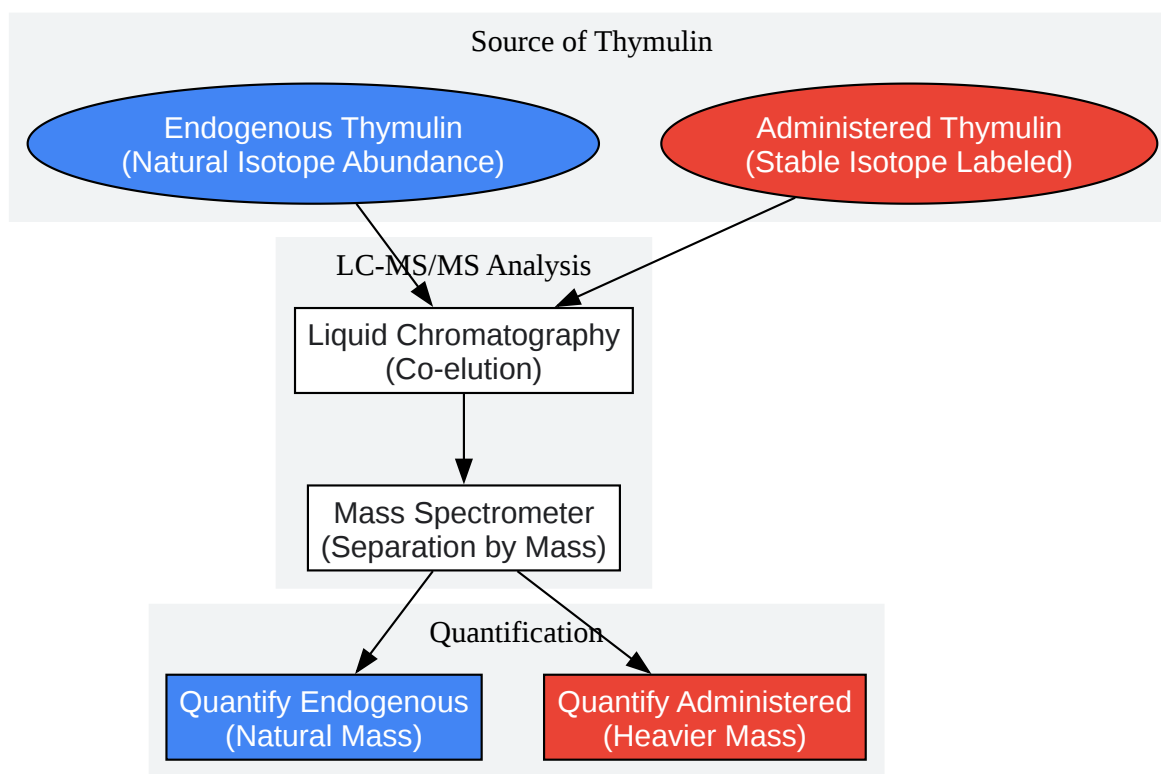 Source of Thymulin
Endogenous Thymulin
(Natural Isotope Abundance)
Administered Thymulin
(Stable Isotope Labeled)
LC-MS/MS Analysis
Liquid Chromatography
(Co-elution)
Mass Spectrometer
(Separation by Mass)
Quantification
Quantify Endogenous
(Natural Mass)
Quantify Administered
(Heavier Mass)